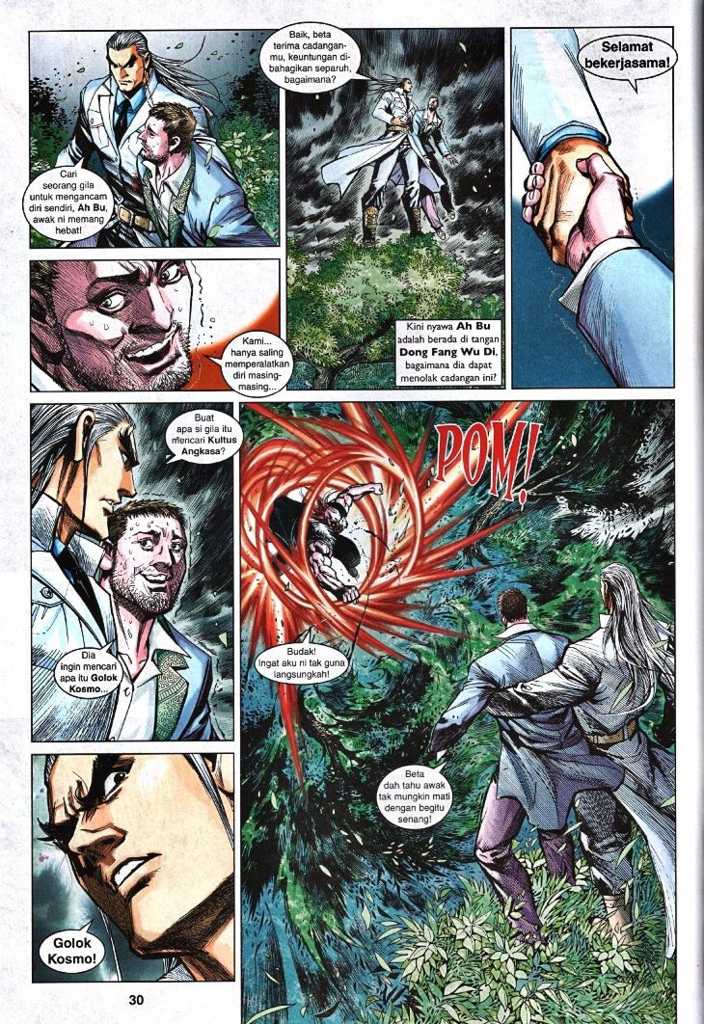 Cari
seorang gila
untuk mengancam
diri sendiri, Ah Bu,
awak ni memang
hebat!
Baik, beta
terima cadangan-
mu, keuntungan di-
bahagikan separuh,
bagaimana?
Selamat
bekerjasama!
Kami...
hanya saling
memperalatkan
diri masing-
masing...
Kini nyawa Ah Bu
adalah berada di tangan
Dong Fang Wu Di,
bagaimana dia dapat
menolak cadangan ini?
Buat
apa si gila itu
mencari Kultus
Angkasa?
Dia
ingin mencari
apa itu Golok
Kosmo...
Golok
Kosmo!
POM!
Budak!
Ingat aku ni tak guna
langsungkah!
Beta
dah tahu awak
tak mungkin mati
dengan begitu
senang!
30